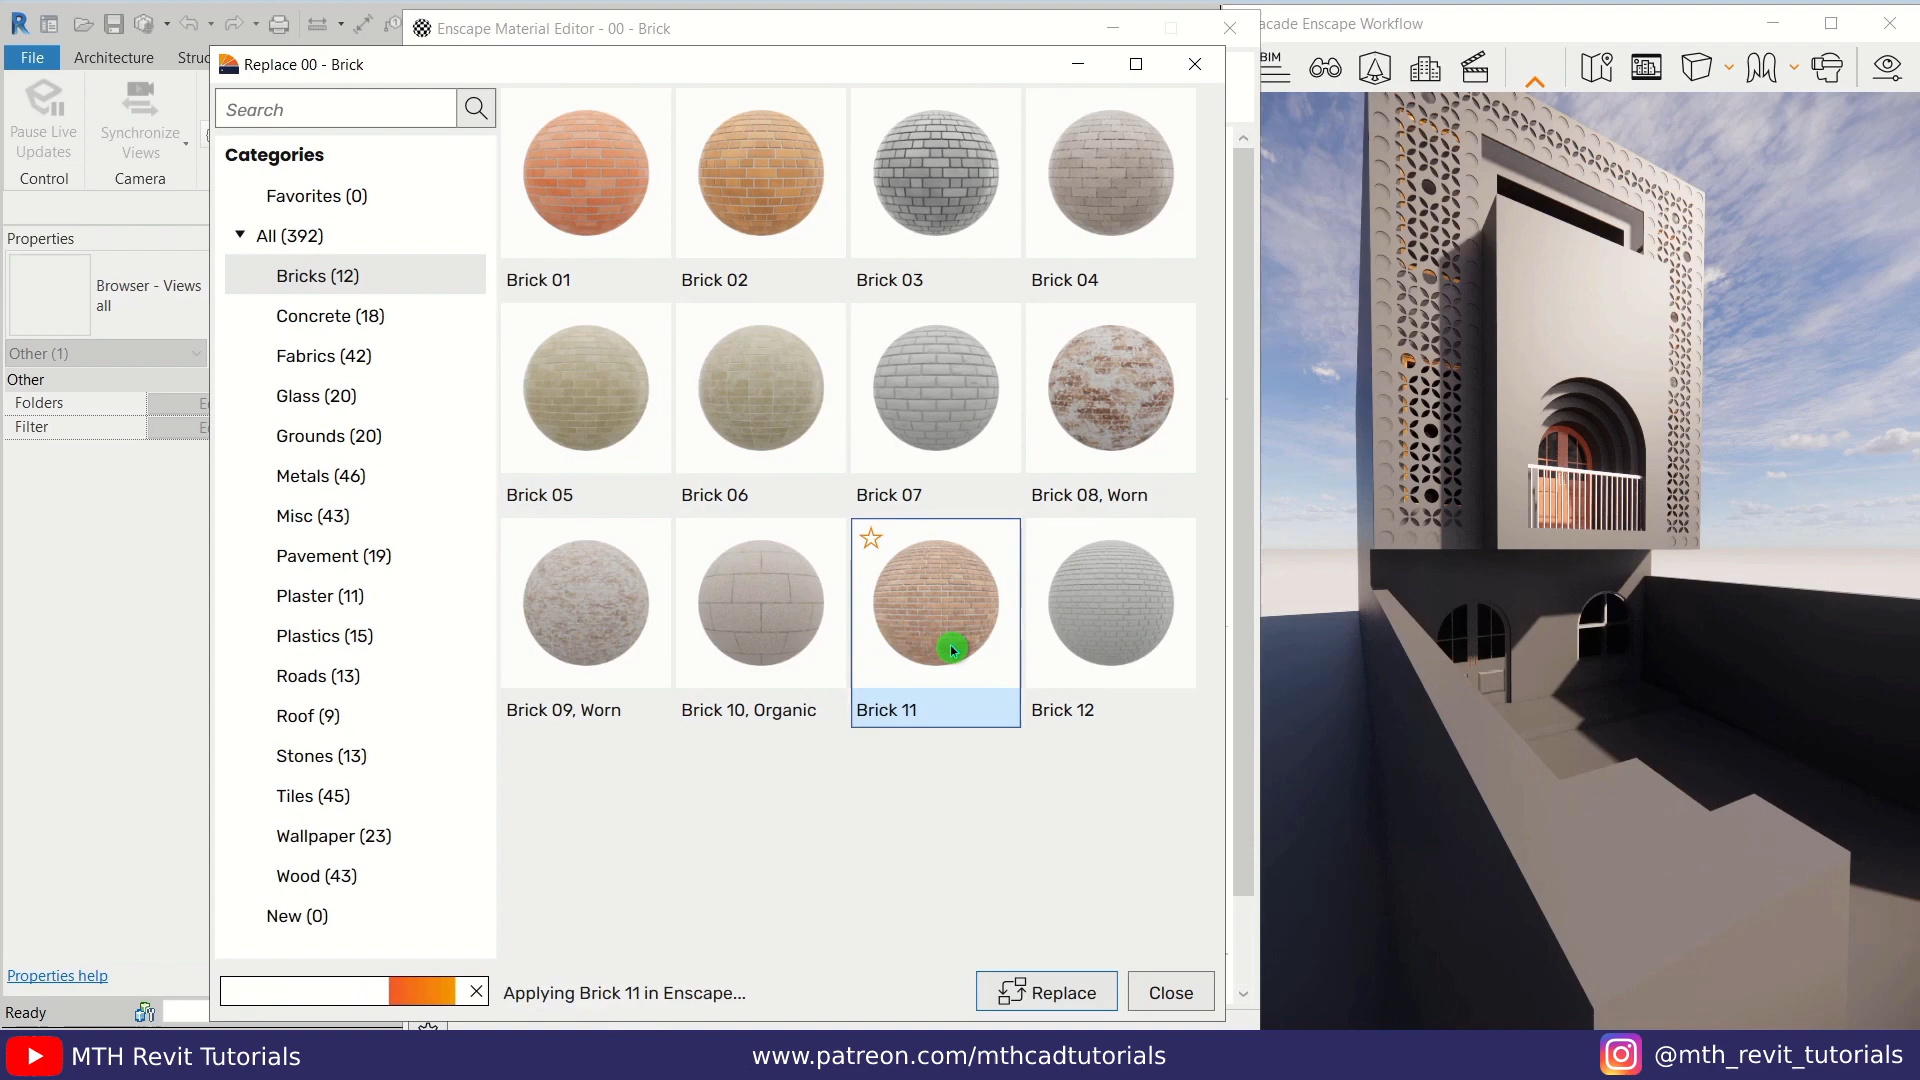 Enscape Material Editor - 00 - Brick
acade Enscape Workflow
File
Architecture
Struc
Replace 00 - Brick
BIM
Search
Pause Live
Updates
Synchronize
Views
Control
Camera
Categories
Favorites (0)
All (392)
Bricks (12)
Concrete (18)
Fabrics (42)
Glass (20)
Grounds (20)
Metals (46)
Misc (43)
Pavement (19)
Plaster (11)
Plastics (15)
Roads (13)
Roof (9)
Stones (13)
Tiles (45)
Wallpaper (23)
Wood (43)
New (0)
Brick 01
Brick 02
Brick 03
Brick 04
Brick 05
Brick 06
Brick 07
Brick 08, Worn
Brick 09, Worn
Brick 10, Organic
Brick 11
Brick 12
Properties
Browser - Views
all
Other (1)
Other
Folders
Filter
Properties help
Ready
Applying Brick 11 in Enscape...
Replace
Close
MTH Revit Tutorials
www.patreon.com/mthcadtutorials
@mth_revit_tutorials